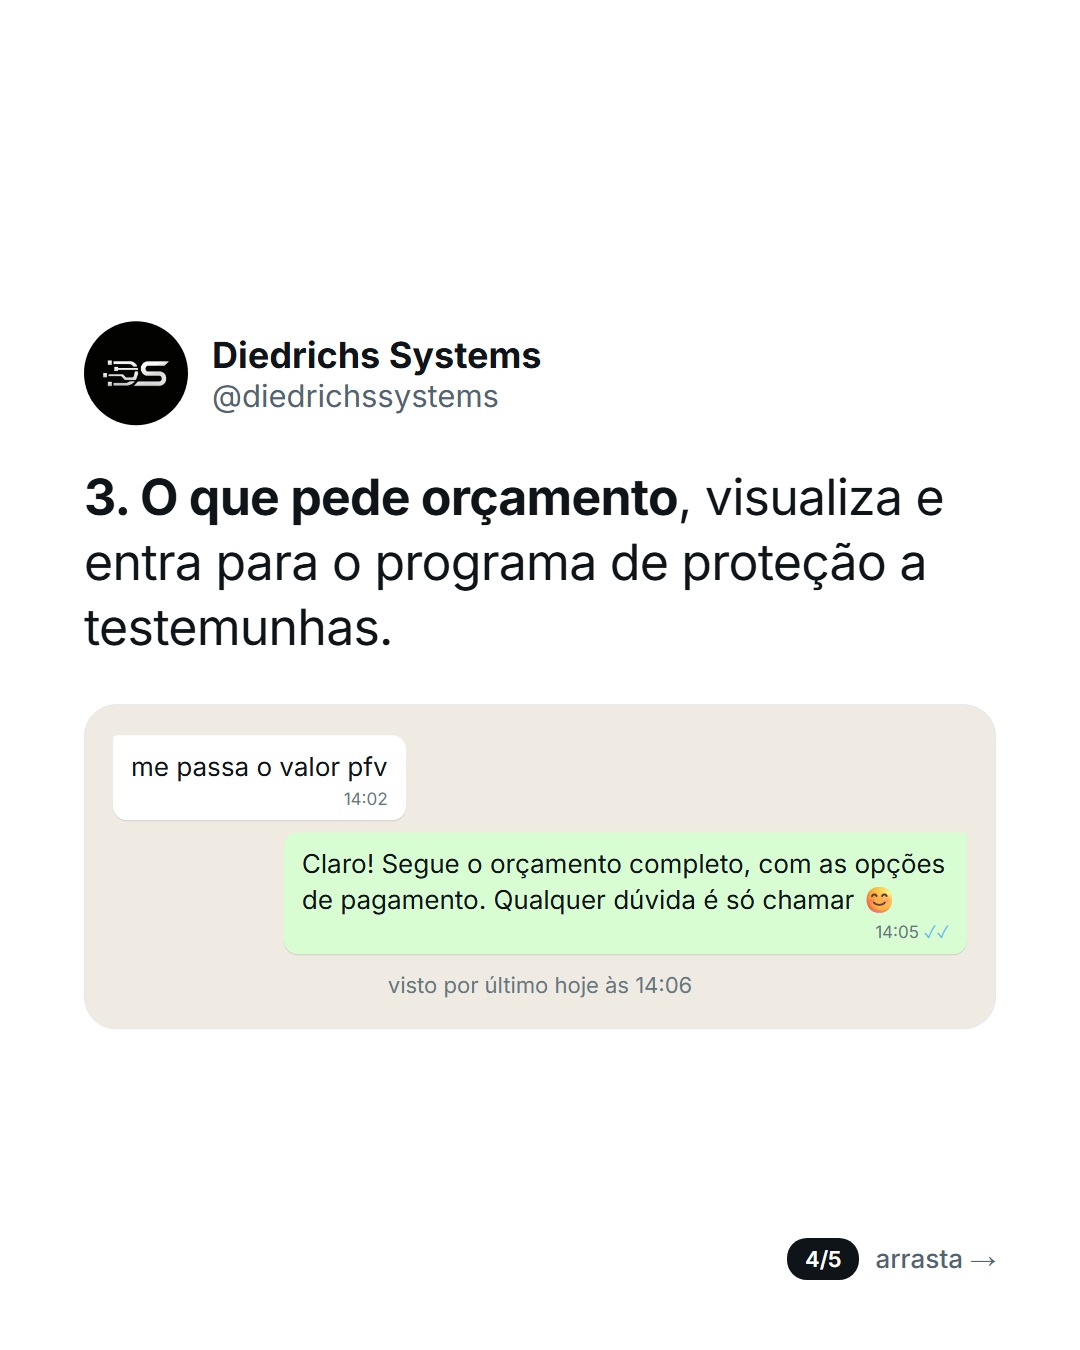 DS
Diedrichs Systems
@diedrichssystems
3. O que pede orçamento, visualiza e
entra para o programa de proteção a
testemunhas.
me passa o valor pfv
14:02
Claro! Segue o orçamento completo, com as opções
de pagamento. Qualquer dúvida é só chamar 😊
14:05 ✓✓
visto por último hoje às 14:06
4/5 arrasta →